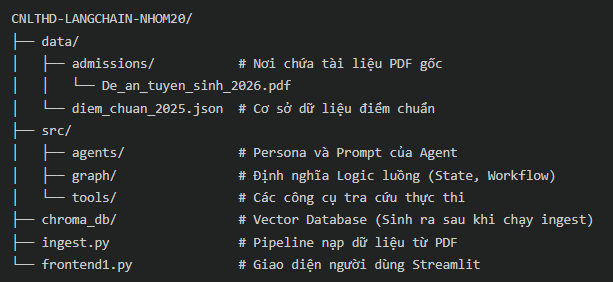 CNLTHD-LANGCHAIN-NHOM20/
├── data/
│   ├── admissions/           # Nơi chứa tài liệu PDF gốc
│   │   └── De_an_tuyen_sinh_2026.pdf
│   └── diem_chuan_2025.json  # Cơ sở dữ liệu điểm chuẩn
├── src/
│   ├── agents/               # Persona và Prompt của Agent
│   ├── graph/                # Định nghĩa Logic luồng (State, Workflow)
│   └── tools/                # Các công cụ tra cứu thực thi
├── chroma_db/                # Vector Database (Sinh ra sau khi chạy ingest)
├── ingest.py                 # Pipeline nạp dữ liệu từ PDF
└── frontend1.py              # Giao diện người dùng Streamlit